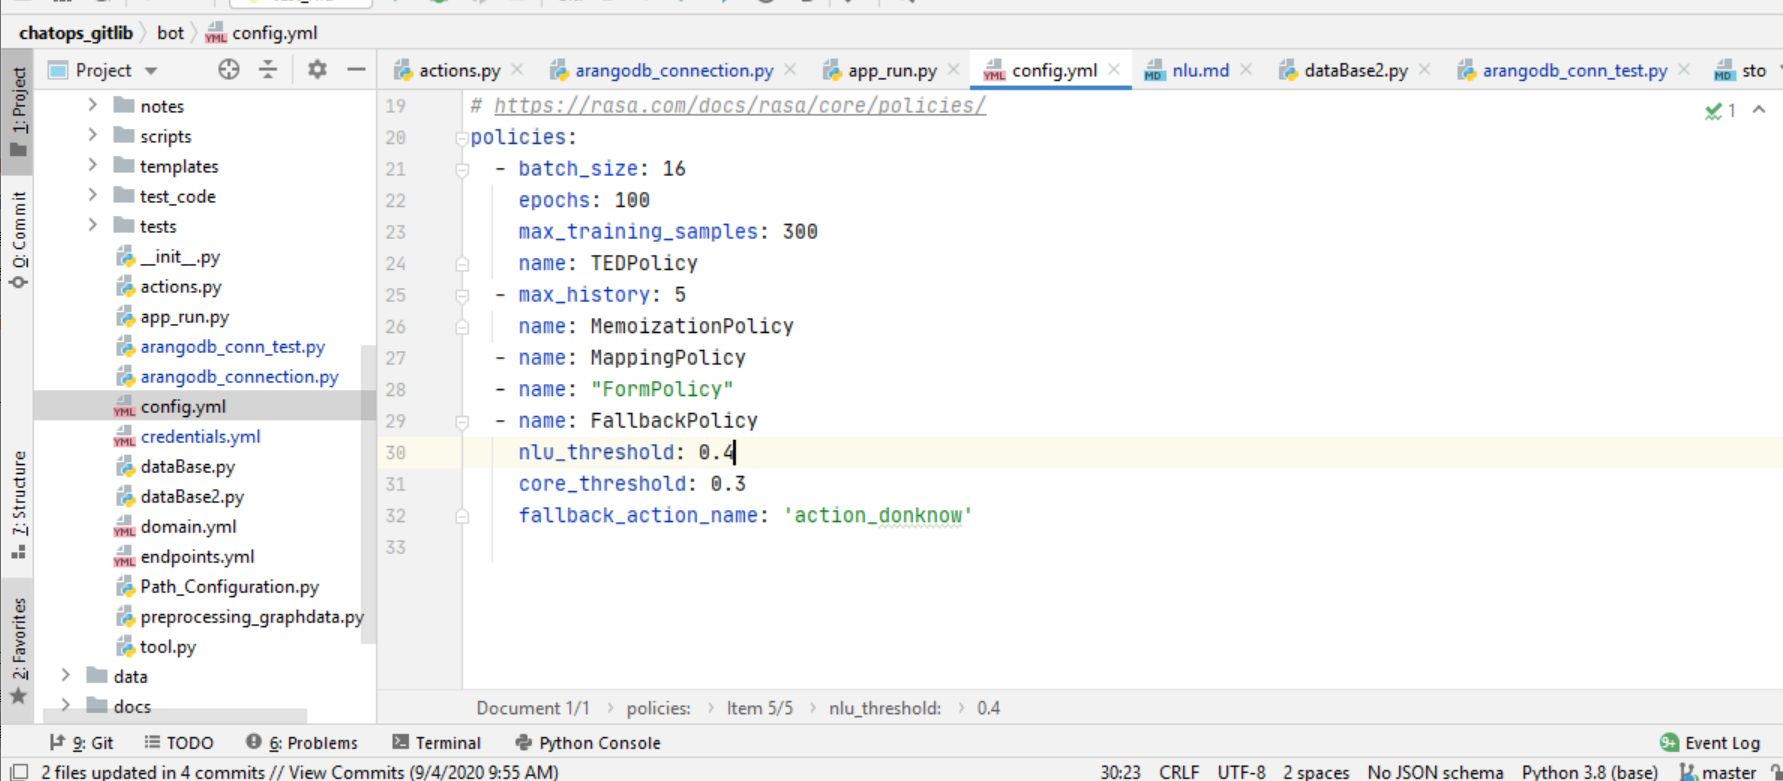 chatops_gitlib bot config.yml
1: Project
0: Commit
7: Structure
2: Favorites
Project
notes
scripts
templates
test_code
tests
__init__.py
actions.py
app_run.py
arangodb_conn_test.py
arangodb_connection.py
config.yml
credentials.yml
dataBase.py
dataBase2.py
domain.yml
endpoints.yml
Path_Configuration.py
preprocessing_graphdata.py
tool.py
data
docs
actions.py arangodb_connection.py app_run.py config.yml nlu.md dataBase2.py arangodb_conn_test.py sto
19 # https://rasa.com/docs/rasa/core/policies/
1
20 policies:
21 - batch_size: 16
22 epochs: 100
23 max_training_samples: 300
24 name: TEDPolicy
25 - max_history: 5
26 name: MemoizationPolicy
27 - name: MappingPolicy
28 - name: "FormPolicy"
29 - name: FallbackPolicy
30 nlu_threshold: 0.4
31 core_threshold: 0.3
32 fallback_action_name: 'action_donknow'
33
Document 1/1 policies: Item 5/5 nlu_threshold: 0.4
9: Git TODO 6: Problems Terminal Python Console 9+ Event Log
2 files updated in 4 commits // View Commits (9/4/2020 9:55 AM) 30:23 CRLF UTF-8 2 spaces No JSON schema Python 3.8 (base) master